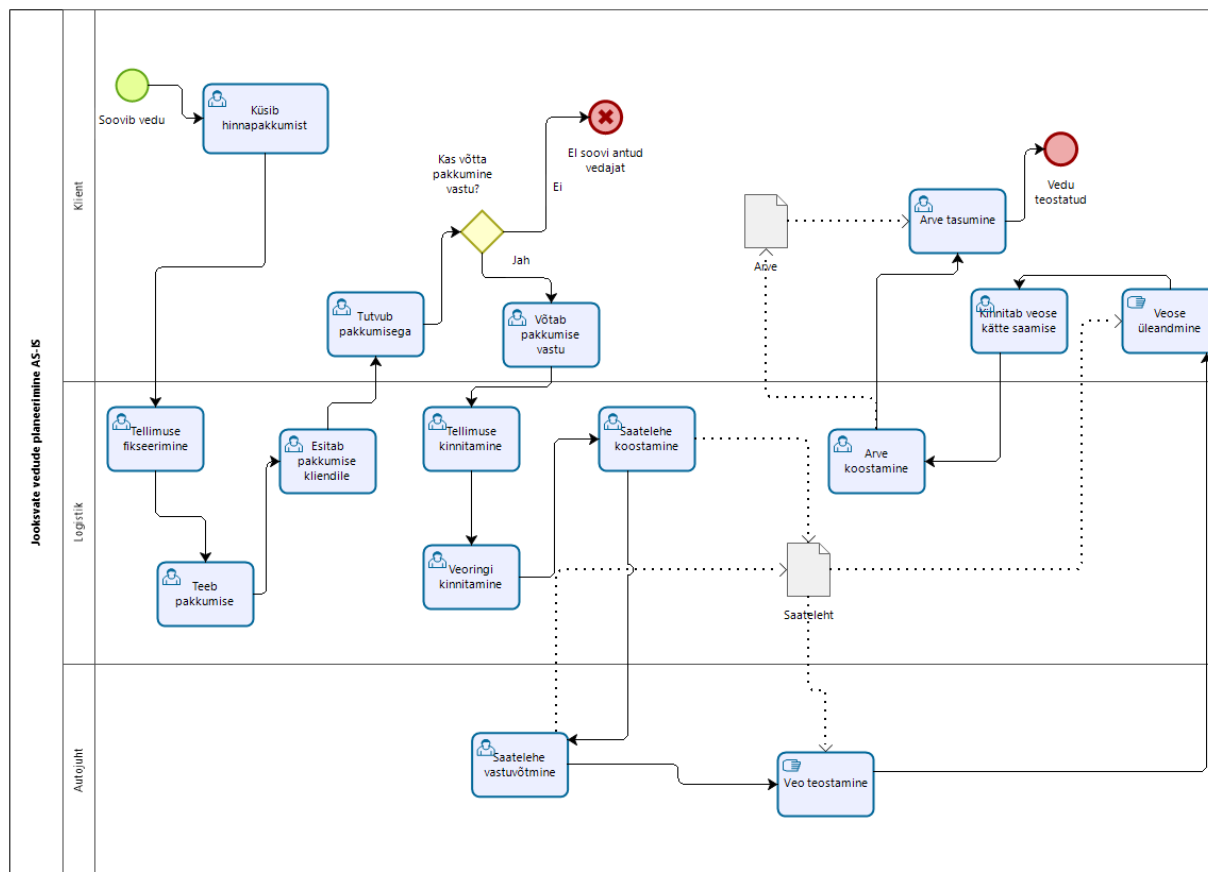 Jooksvate vedude planeerimine AS-IS
Klient
Soovib vedu
Küsib
hinnapakkumist
Kas võtta
pakkumine
vastu?
Ei
EI soovi antud
vedajat
Jah
Tutvub
pakkumisega
Võtab
pakkumise
vastu
Arve
Arve tasumine
Vedu
teostatud
Kinnitab veose
kätte saamise
Veose
üleandmine
Logistik
Tellimuse
fikseerimine
Teeb
pakkumise
Esitab
pakkumise
kliendile
Tellimuse
kinnitamine
Veoringi
kinnitamine
Saatelehe
koostamine
Saateleht
Arve
koostamine
Autojuht
Saatelehe
vastuvõtmine
Veo teostamine